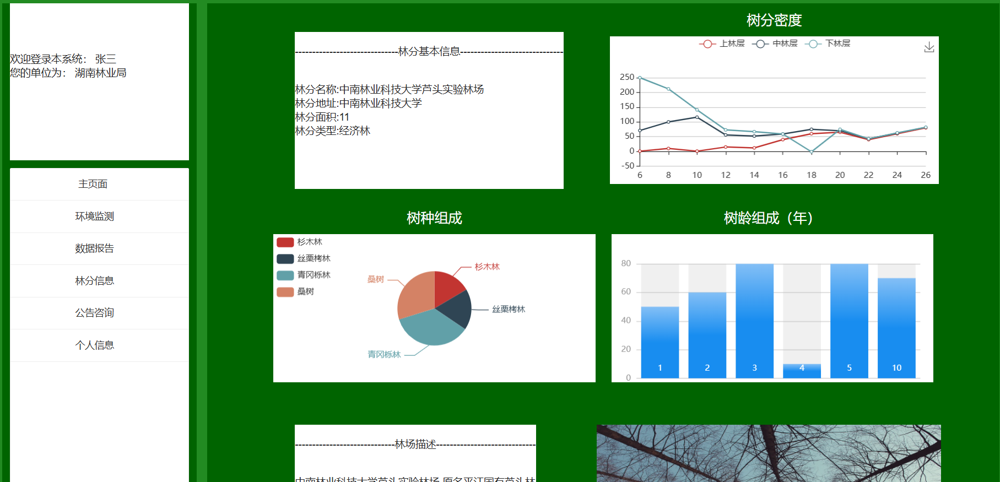 欢迎登录本系统： 张三
您的单位为： 湖南林业局
主页面
环境监测
数据报告
林分信息
公告咨询
个人信息
------------------------------林分基本信息------------------------------
林分名称:中南林业科技大学芦头实验林场
林分地址:中南林业科技大学
林分面积:11
林分类型:经济林
树分密度
上林层 中林层 下林层
250
200
150
100
50
0
-50
6 8 10 12 14 16 18 20 22 24 26
树种组成
杉木林
丝栗栲林
青冈栎林
桑树
杉木林
桑树
丝栗栲林
青冈栎林
树龄组成（年）
80
60
40
20
0
1 2 3 4 5 10
-----------------------------林场描述-----------------------------
中南林业科技大学芦头实验林场,原名平江国有芦头林